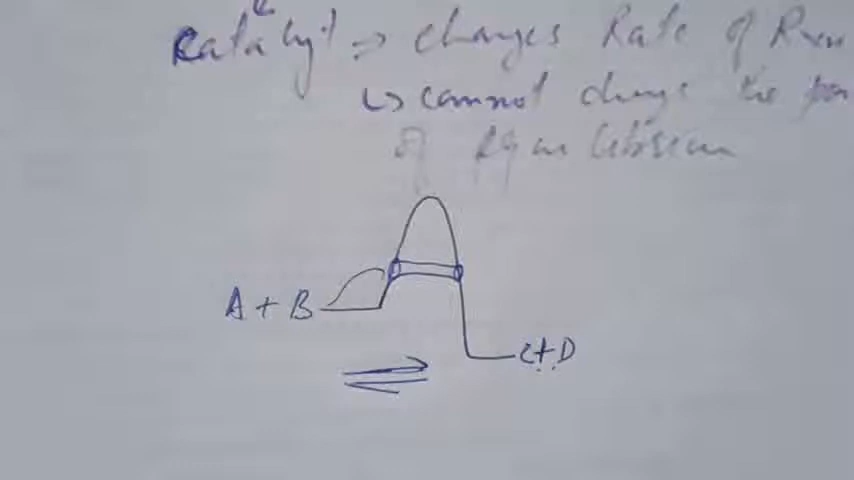 Catalyst => changes Rate of Rxn
↳ cannot change the
of Equilibrium
A + B
C+D
⇌